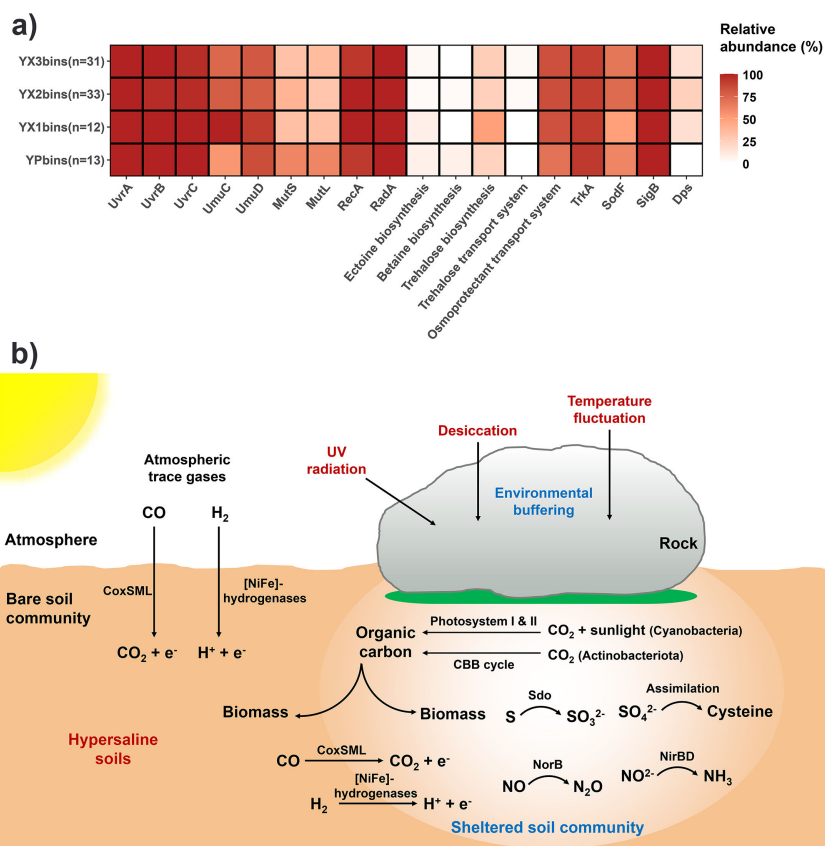 a)
Relative
abundance (%)
YX3bins(n=31)
YX2bins(n=33)
YX1bins(n=12)
YPbins(n=13)
100
75
50
25
0
UvrA
UvrB
UvrC
UmuC
UmuD
MutS
MutL
RecA
RadA
Ectoine biosynthesis
Betaine biosynthesis
Trehalose biosynthesis
Trehalose transport system
Osmoprotectant transport system
TrkA
SodF
SigB
Dps
b)
Temperature
fluctuation
Desiccation
UV
radiation
Atmospheric
trace gases
Environmental
buffering
CO
H₂
Atmosphere
Rock
Bare soil
community
CoxSML
[NiFe]-
hydrogenases
CO₂ + e⁻
H⁺ + e⁻
Organic
carbon
Photosystem I & II
CO₂ + sunlight (Cyanobacteria)
CBB cycle
CO₂ (Actinobacteriota)
Biomass
Biomass
Sdo
S
SO₃²⁻
Assimilation
SO₄²⁻
Cysteine
Hypersaline
soils
CO
CoxSML
CO₂ + e⁻
[NiFe]-
hydrogenases
H₂
H⁺ + e⁻
NorB
NO
N₂O
NirBD
NO²⁻
NH₃
Sheltered soil community